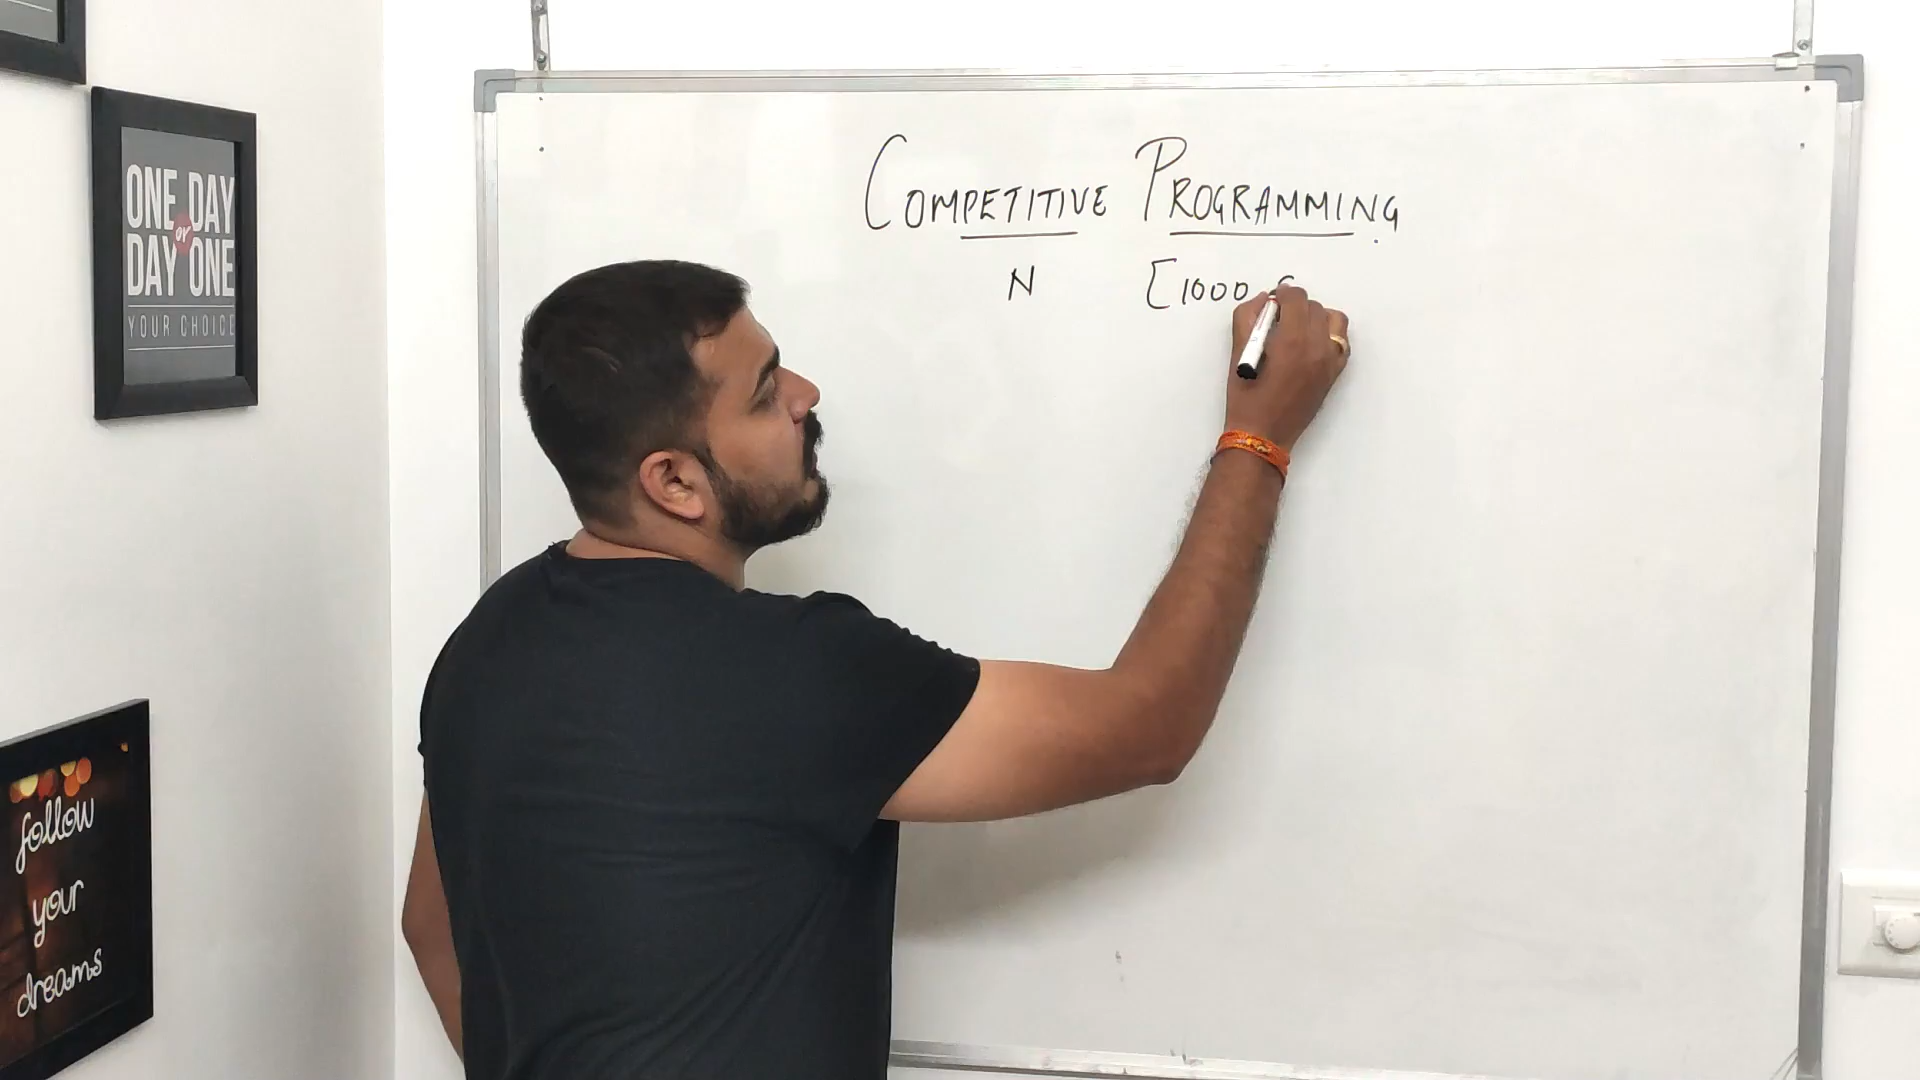 ONE DAY
or
DAY ONE
YOUR CHOICE
COMPETITIVE PROGRAMMING
N [1000
follow
your
dreams